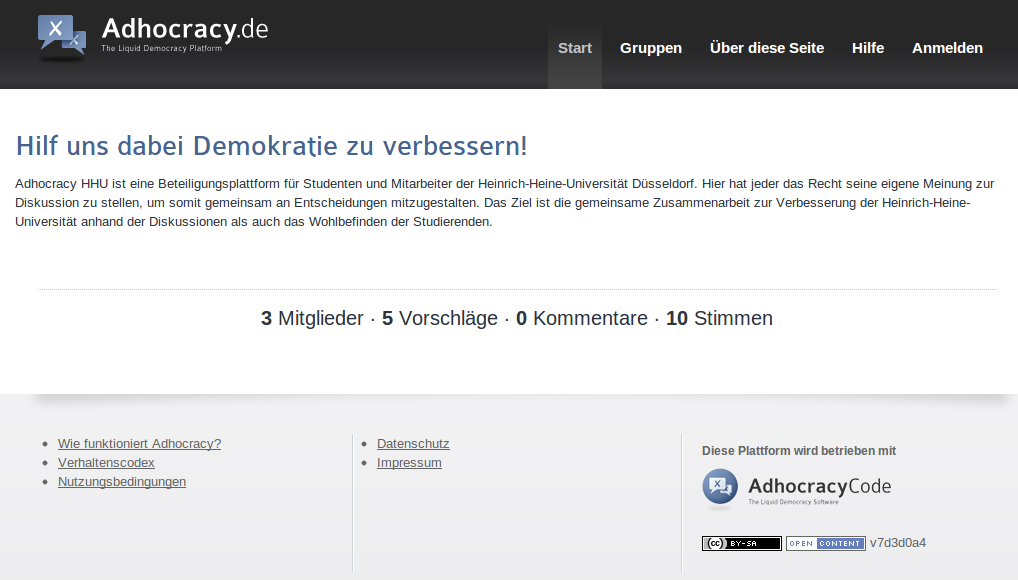 Adhocracy.de
The Liquid Democracy Platform
Start Gruppen Über diese Seite Hilfe Anmelden
Hilf uns dabei Demokratie zu verbessern!
Adhocracy HHU ist eine Beteiligungsplattform für Studenten und Mitarbeiter der Heinrich-Heine-Universität Düsseldorf. Hier hat jeder das Recht seine eigene Meinung zur
Diskussion zu stellen, um somit gemeinsam an Entscheidungen mitzugestalten. Das Ziel ist die gemeinsame Zusammenarbeit zur Verbesserung der Heinrich-Heine-
Universität anhand der Diskussionen als auch das Wohlbefinden der Studierenden.
3 Mitglieder · 5 Vorschläge · 0 Kommentare · 10 Stimmen
Wie funktioniert Adhocracy?
Verhaltenscodex
Nutzungsbedingungen
Datenschutz
Impressum
Diese Plattform wird betrieben mit
AdhocracyCode
The Liquid Democracy Software
cc BY-SA OPEN CONTENT v7d3d0a4